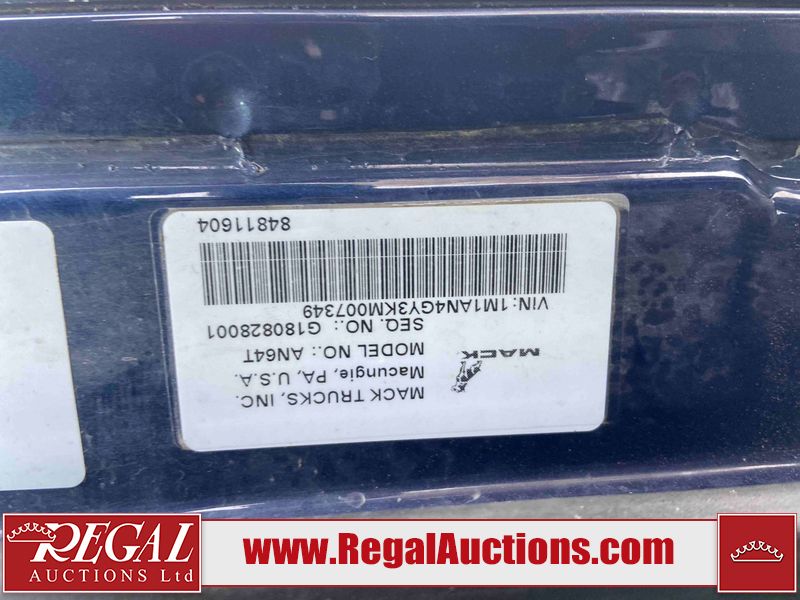 MACK TRUCKS, INC.
Macungie, PA, U.S.A.
MACK
MODEL NO.: AN64T
SEQ. NO.: G180828001
VIN:1M1AN4GY3KM007349
84811604
REGAL
AUCTIONS Ltd
www.RegalAuctions.com